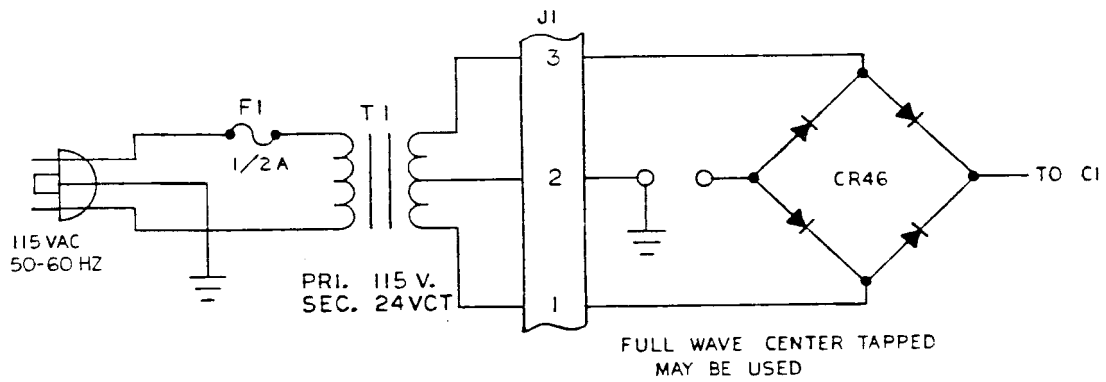 J1
3
F1
T1
1/2 A
2
CR46
TO C1
115 VAC
50-60 HZ
PRI. 115 V.
SEC. 24VCT
1
FULL WAVE CENTER TAPPED
MAY BE USED